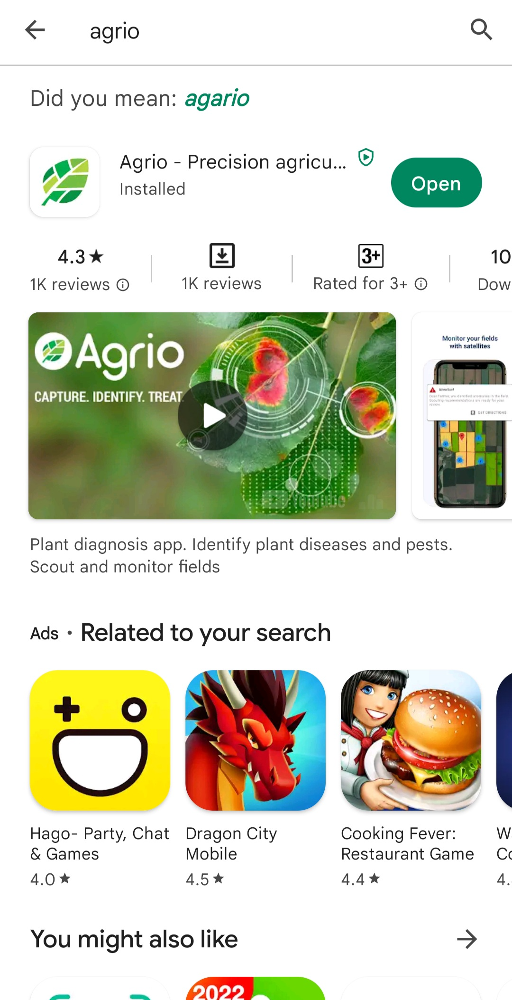 agrio
Did you mean: agario
Agrio - Precision agricu...
Installed
Open
4.3★
1K reviews
1K reviews
3+
Rated for 3+
10
Dow
Agrio
CAPTURE. IDENTIFY. TREAT.
YouTube
Monitor your fields
with satellites
Attention!
Dear Farmer, we identified anomalies in the field.
Scouting recommendations are ready for your
review.
GET DIRECTIONS
Plant diagnosis app. Identify plant diseases and pests.
Scout and monitor fields
Ads • Related to your search
Hago- Party, Chat
& Games
4.0★
Dragon City
Mobile
4.5★
Cooking Fever:
Restaurant Game
4.4★
W
Co
4.
You might also like
2022